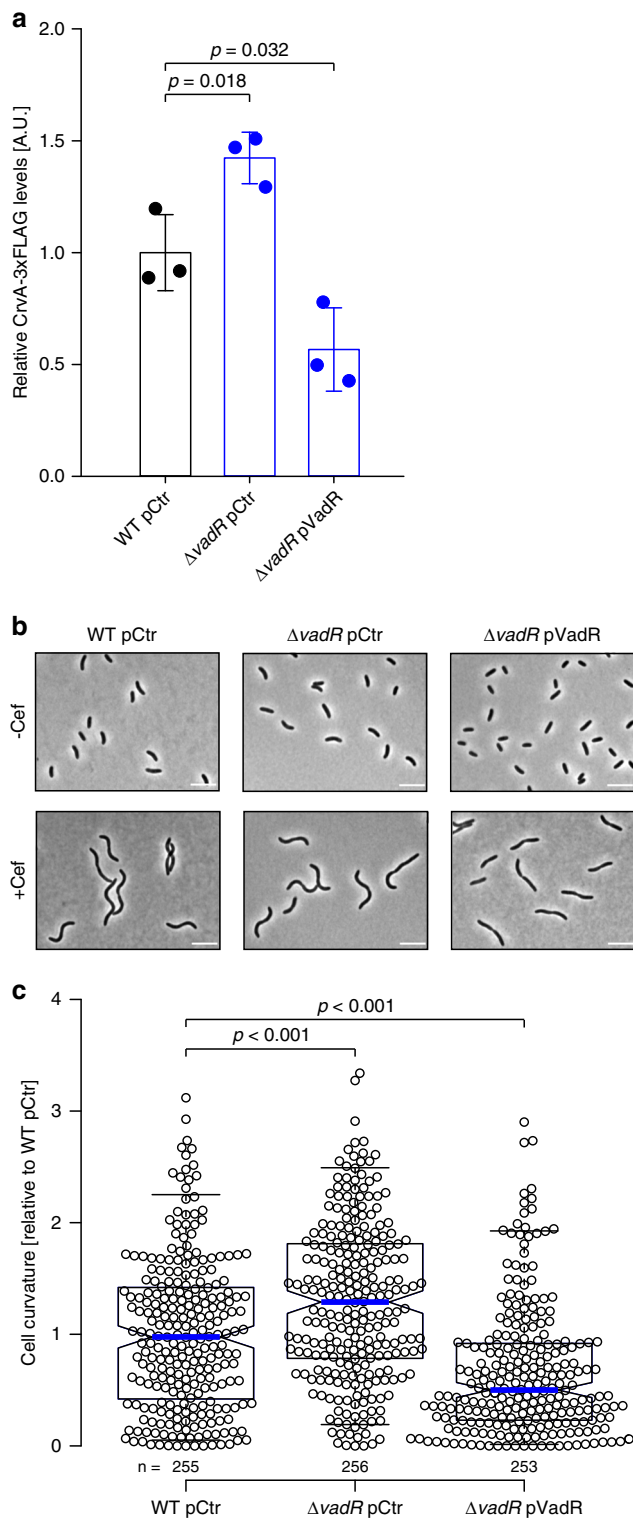 a
2.0
1.5
1.0
0.5
0.0
Relative CrvA-3xFLAG levels [A.U.]
p = 0.032
p = 0.018
WT pCtr
ΔvadR pCtr
ΔvadR pVadR
b
WT pCtr
ΔvadR pCtr
ΔvadR pVadR
-Cef
+Cef
c
4
3
2
1
0
Cell curvature [relative to WT pCtr]
p < 0.001
p < 0.001
n = 255 256 253
WT pCtr
ΔvadR pCtr
ΔvadR pVadR